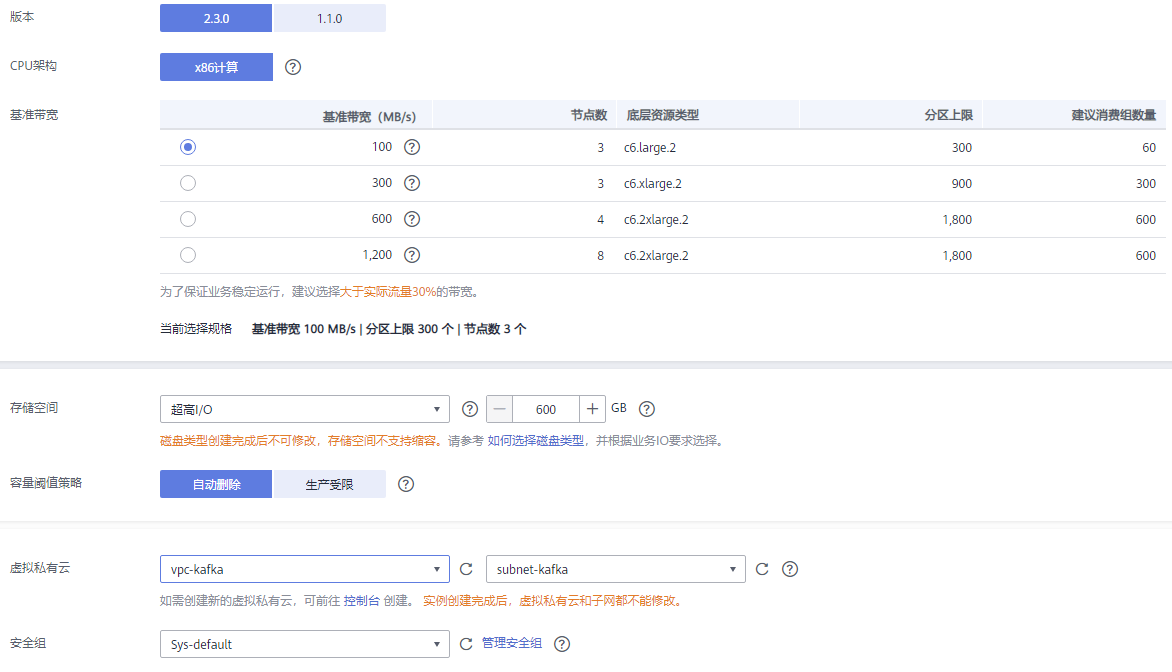 版本 2.3.0 1.1.0
CPU架构 x86计算
基准带宽 基准带宽（MB/s） 节点数 底层资源类型 分区上限 建议消费组数量
100 3 c6.large.2 300 60
300 3 c6.xlarge.2 900 300
600 4 c6.2xlarge.2 1,800 600
1,200 8 c6.2xlarge.2 1,800 600
为了保证业务稳定运行，建议选择大于实际流量30%的带宽。
当前选择规格 基准带宽 100 MB/s | 分区上限 300 个 | 节点数 3 个
存储空间 超高I/O 600 GB
磁盘类型创建完成后不可修改，存储空间不支持缩容。请参考 如何选择磁盘类型，并根据业务IO要求选择。
容量阈值策略 自动删除 生产受限
虚拟私有云 vpc-kafka subnet-kafka
如需创建新的虚拟私有云，可前往 控制台 创建。 实例创建完成后，虚拟私有云和子网都不能修改。
安全组 Sys-default 管理安全组